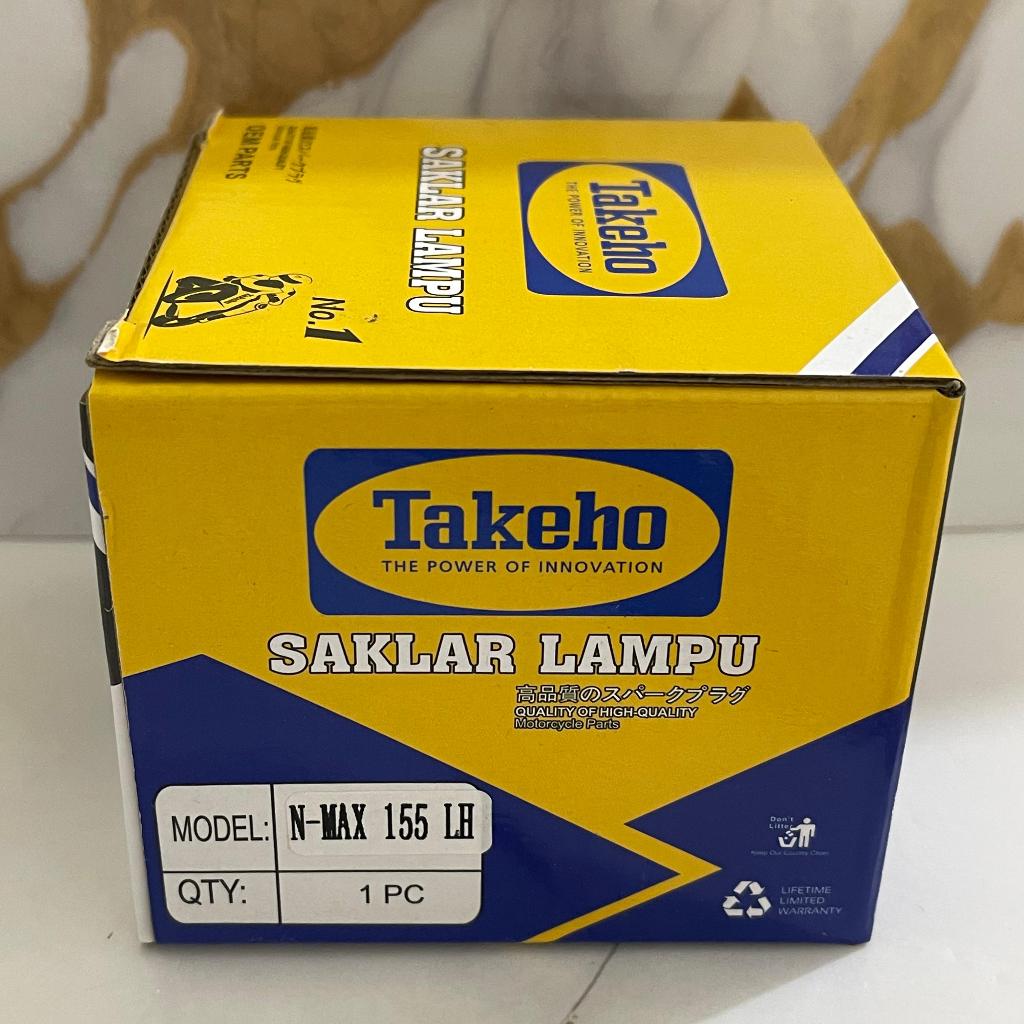 OEM PARTS
SAKLAR LAMPU
Takeho
THE POWER OF INNOVATION
No.1
Takeho
THE POWER OF INNOVATION
SAKLAR LAMPU
高品質のスパークプラグ
QUALITY OF HIGH-QUALITY
Motorcycle Parts
MODEL: N-MAX 155 LH
QTY: 1 PC
Don't
Litter
Keep Our Country Clean
LIFETIME
LIMITED
WARRANTY